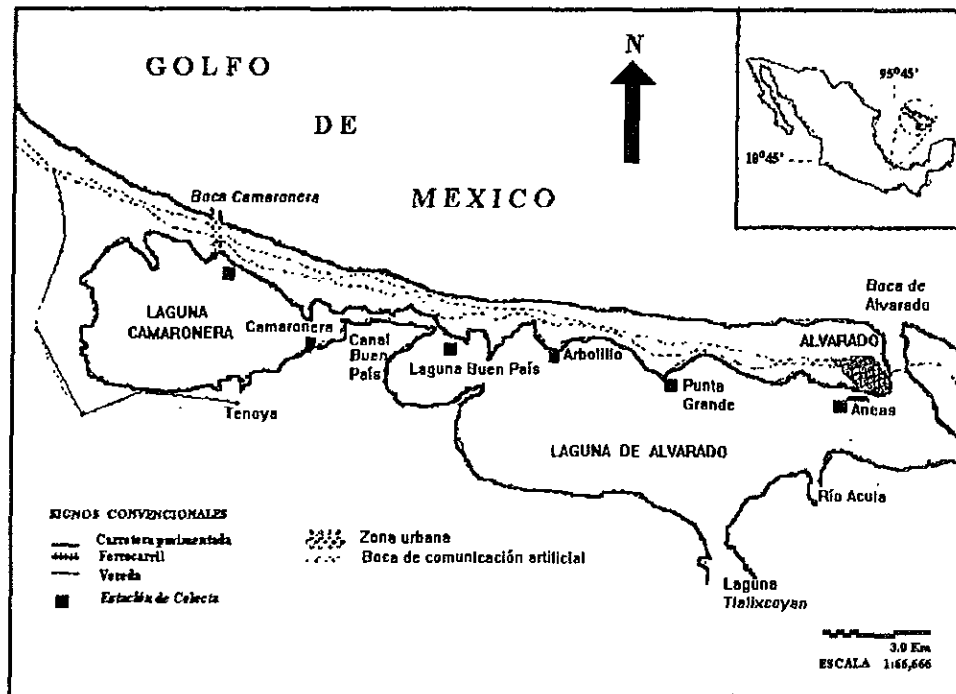 GOLFO
DE
MEXICO
N
95°45'
18°45'
Boca Camaronera
Boca de
Alvarado
LAGUNA
CAMARONERA
Camaronera
Canal
Buen
País
Laguna Buen País
Arbolillo
ALVARADO
Punta
Grande
Aneas
Tenoya
LAGUNA DE ALVARADO
Río Acula
Laguna
Tlalixcoyan
SIGNOS CONVENCIONALES
Carretera pavimentada
Ferrocarril
Vereda
Estación de Colecta
Zona urbana
Boca de comunicación artificial
3.0 Km
ESCALA 1:66,666